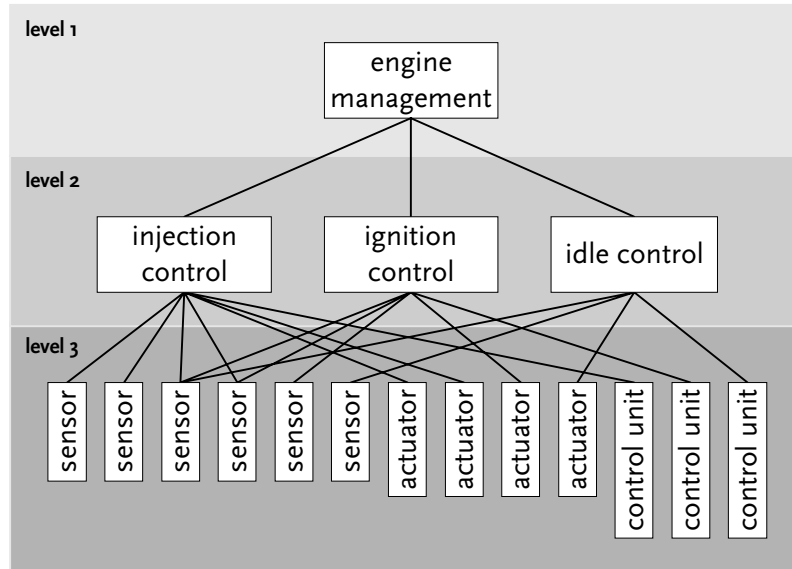 level 1
engine
management
level 2
injection
control
ignition
control
idle control
level 3
sensor
sensor
sensor
sensor
sensor
sensor
actuator
actuator
actuator
actuator
control unit
control unit
control unit